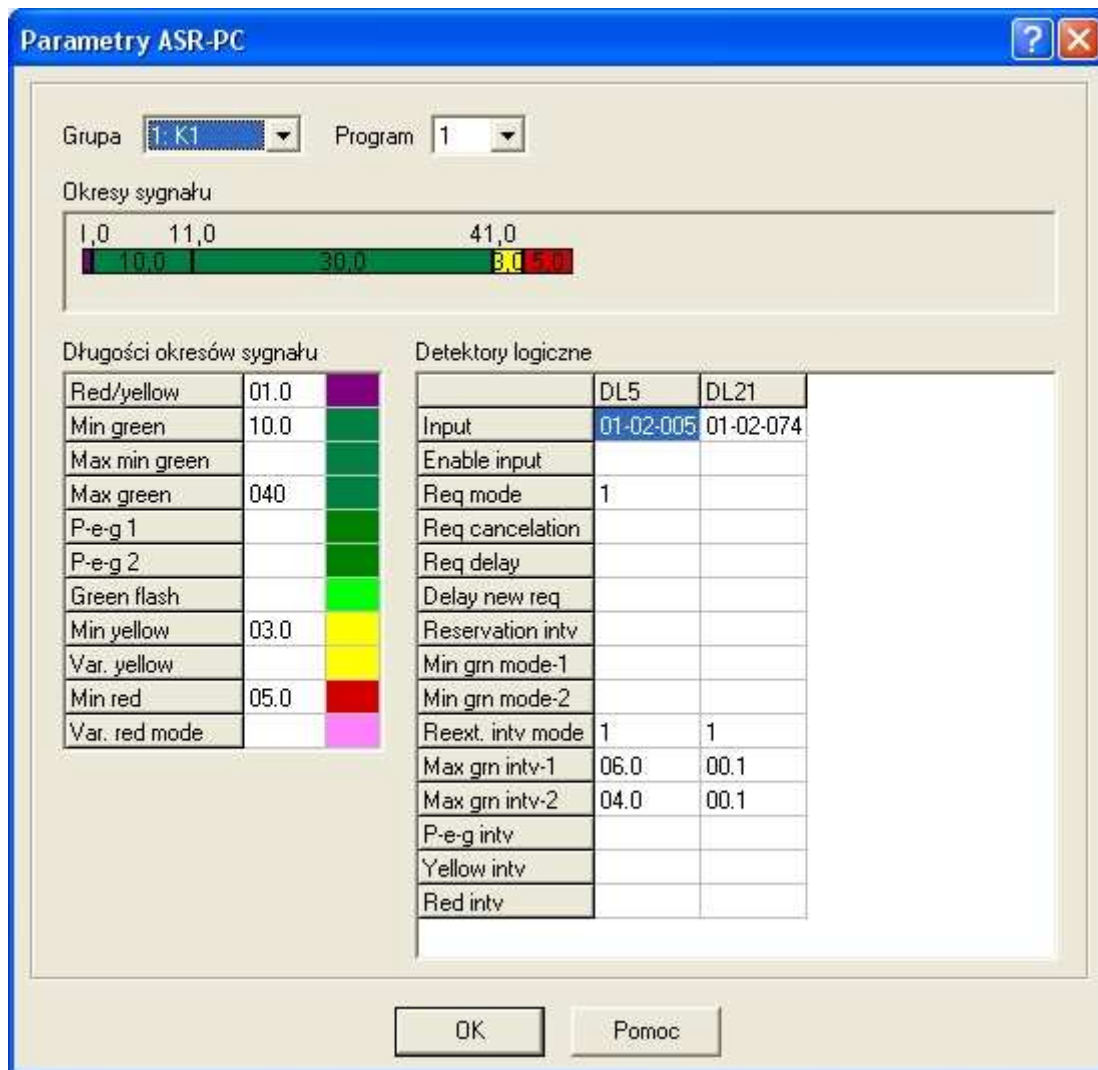 Parametry ASR-PC
Grupa 1: K1 Program 1
Okresy sygnału
1,0 11,0 41,0
10,0 30,0 3,0 5,0
Długości okresów sygnału
Red/yellow 01.0
Min green 10.0
Max min green
Max green 040
P-e-g 1
P-e-g 2
Green flash
Min yellow 03.0
Var. yellow
Min red 05.0
Var. red mode
Detektory logiczne
DL5 DL21
Input 01-02-005 01-02-074
Enable input
Req mode 1
Req cancelation
Req delay
Delay new req
Reservation intv
Min grn mode-1
Min grn mode-2
Reext. intv mode 1 1
Max grn intv-1 06.0 00.1
Max grn intv-2 04.0 00.1
P-e-g intv
Yellow intv
Red intv
OK Pomoc